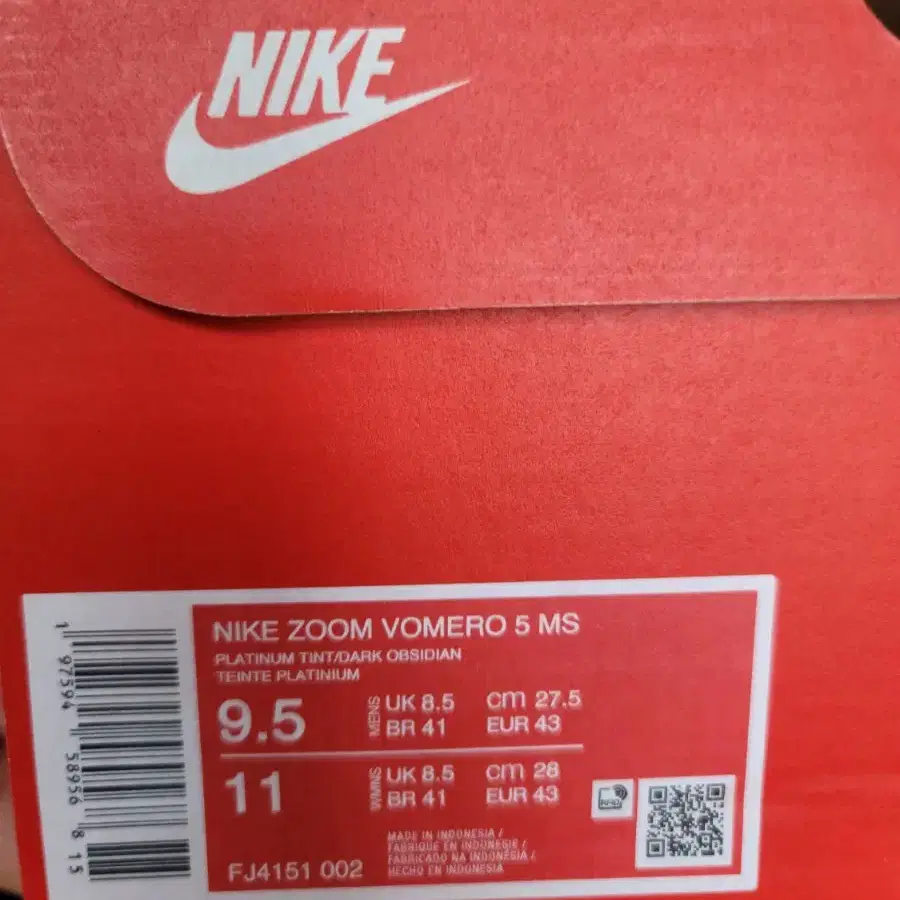 NIKE
NIKE ZOOM VOMERO 5 MS
PLATINUM TINT/DARK OBSIDIAN
TEINTE PLATINIUM
9.5 MENS UK 8.5 cm 27.5
BR 41 EUR 43
11 WMNS UK 8.5 cm 28
BR 41 EUR 43
MADE IN INDONESIA /
FABRIQUE EN INDONESIE /
FABRICADO NA INDONÉSIA /
HECHO EN INDONESIA
FJ4151 002
1 97594 58956 8 15